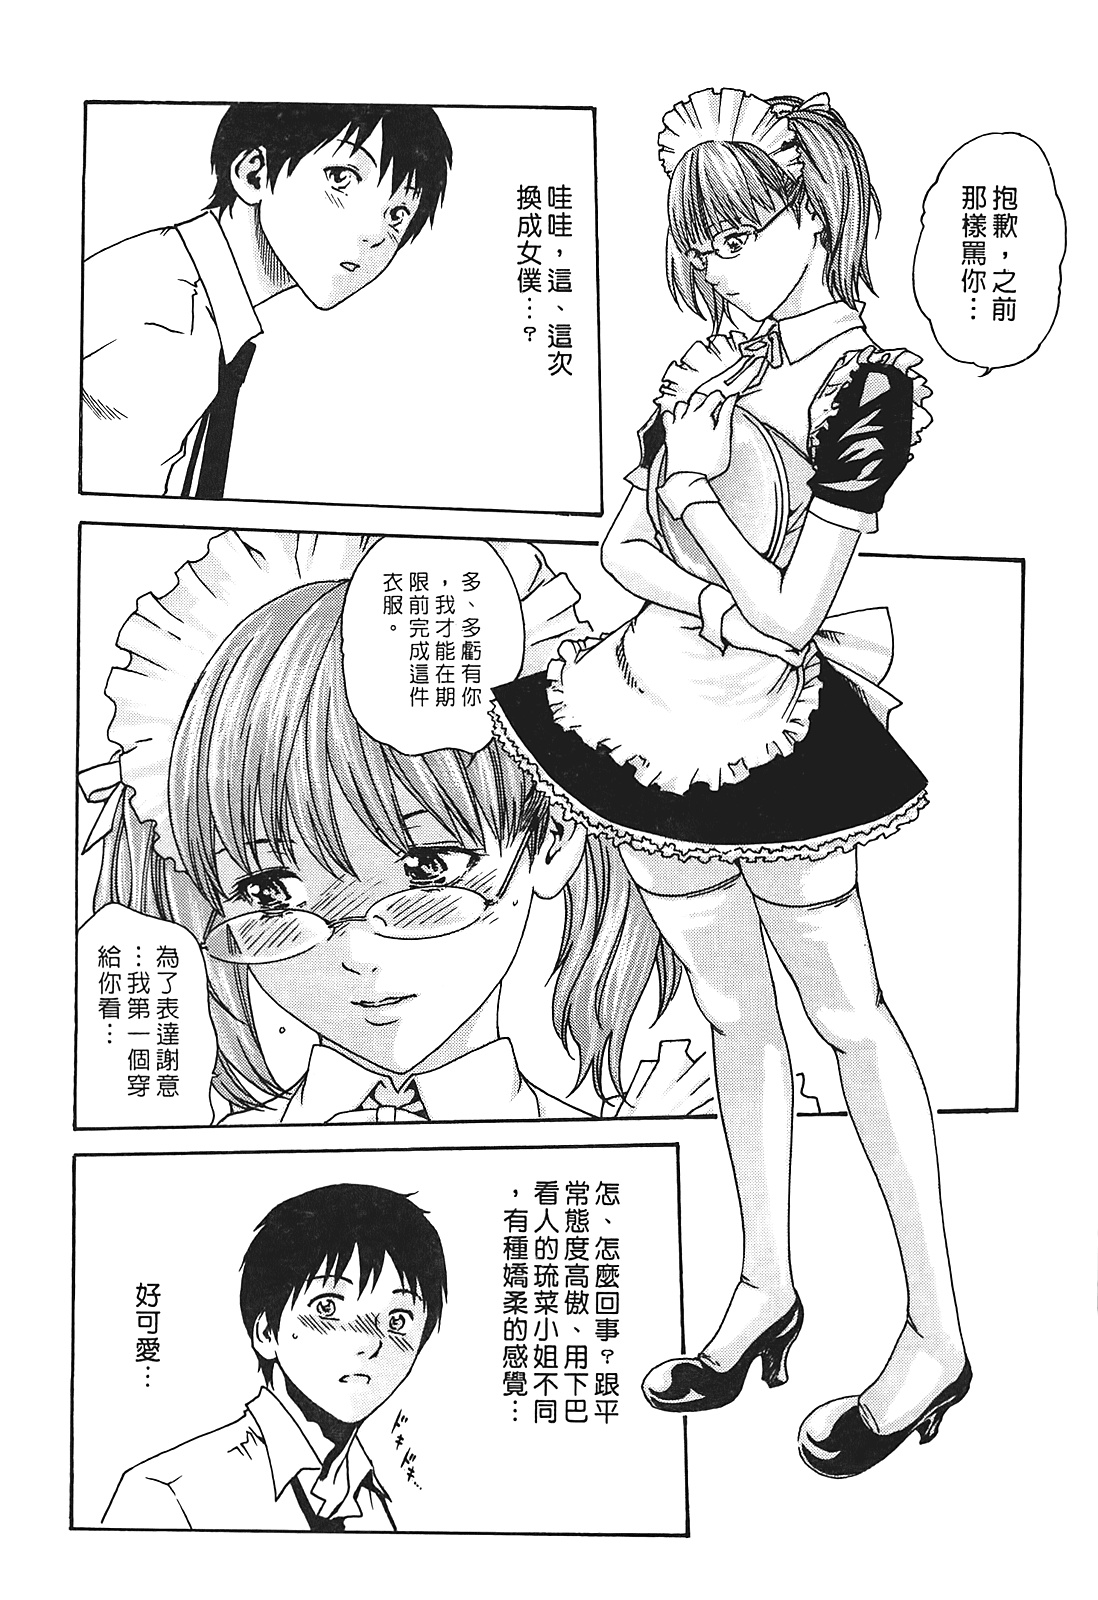 抱歉，之前
那樣罵你…
哇哇，這、這次
換成女僕…？
多、多虧有你
，我才能在期
限前完成這件
衣服。
為了表達謝意
…我第一個穿
給你看…
怎、怎麼回事？跟平
常態度高傲、用下巴
看人的琉菜小姐不同
，有種嬌柔的感覺…
好可愛…
ドキ
ドキ…